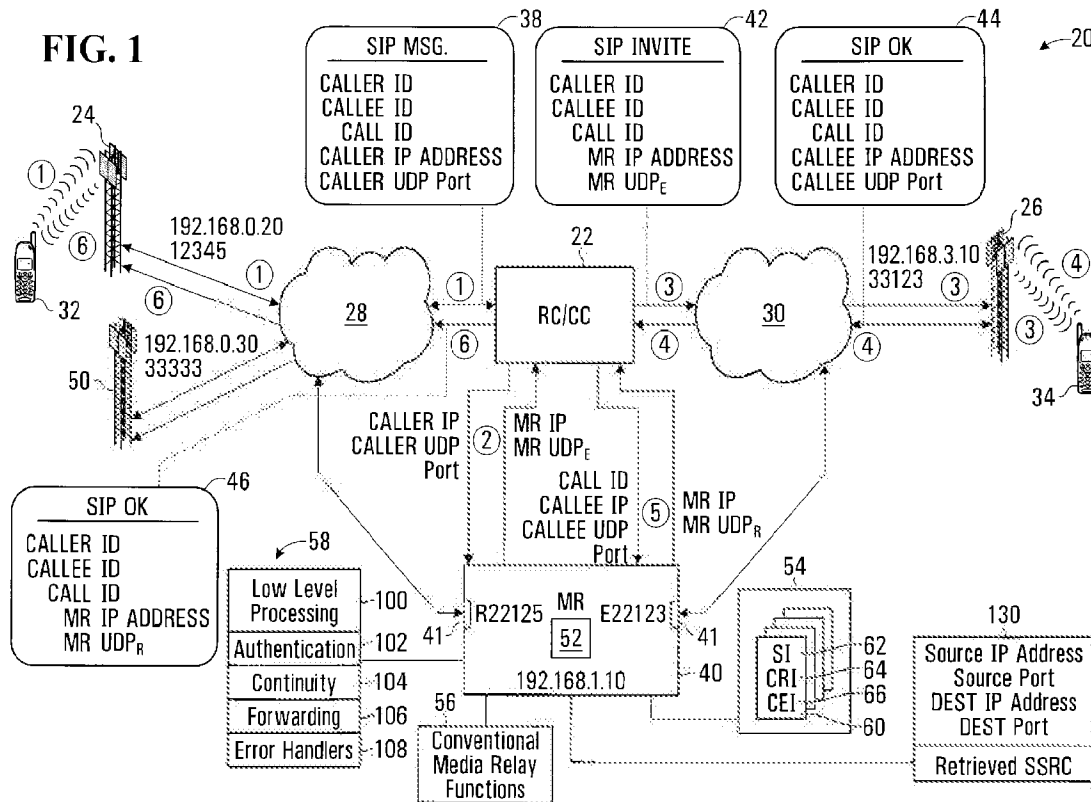 FIG. 1
38
SIP MSG.
CALLER ID
CALLEE ID
CALL ID
CALLER IP ADDRESS
CALLER UDP Port
42
SIP INVITE
CALLER ID
CALLEE ID
CALL ID
MR IP ADDRESS
MR UDPE
44
SIP OK
CALLER ID
CALLEE ID
CALL ID
CALLEE IP ADDRESS
CALLEE UDP Port
20
24
1
6
32
192.168.0.20
12345
1
6
28
1
6
22
RC/CC
3
4
30
192.168.3.10
33123
3
4
26
4
3
34
192.168.0.30
33333
50
CALLER IP
CALLER UDP
Port
2
MR IP
MR UDPE
CALL ID
CALLEE IP
CALLEE UDP
Port
5
MR IP
MR UDPR
46
SIP OK
CALLER ID
CALLEE ID
CALL ID
MR IP ADDRESS
MR UDPR
58
Low Level
Processing
100
Authentication
102
Continuity
104
Forwarding
106
Error Handlers
108
41
R22125
MR
52
E22123
41
192.168.1.10
40
56
Conventional
Media Relay
Functions
54
SI
62
CRI
64
CEI
66
60
130
Source IP Address
Source Port
DEST IP Address
DEST Port
Retrieved SSRC